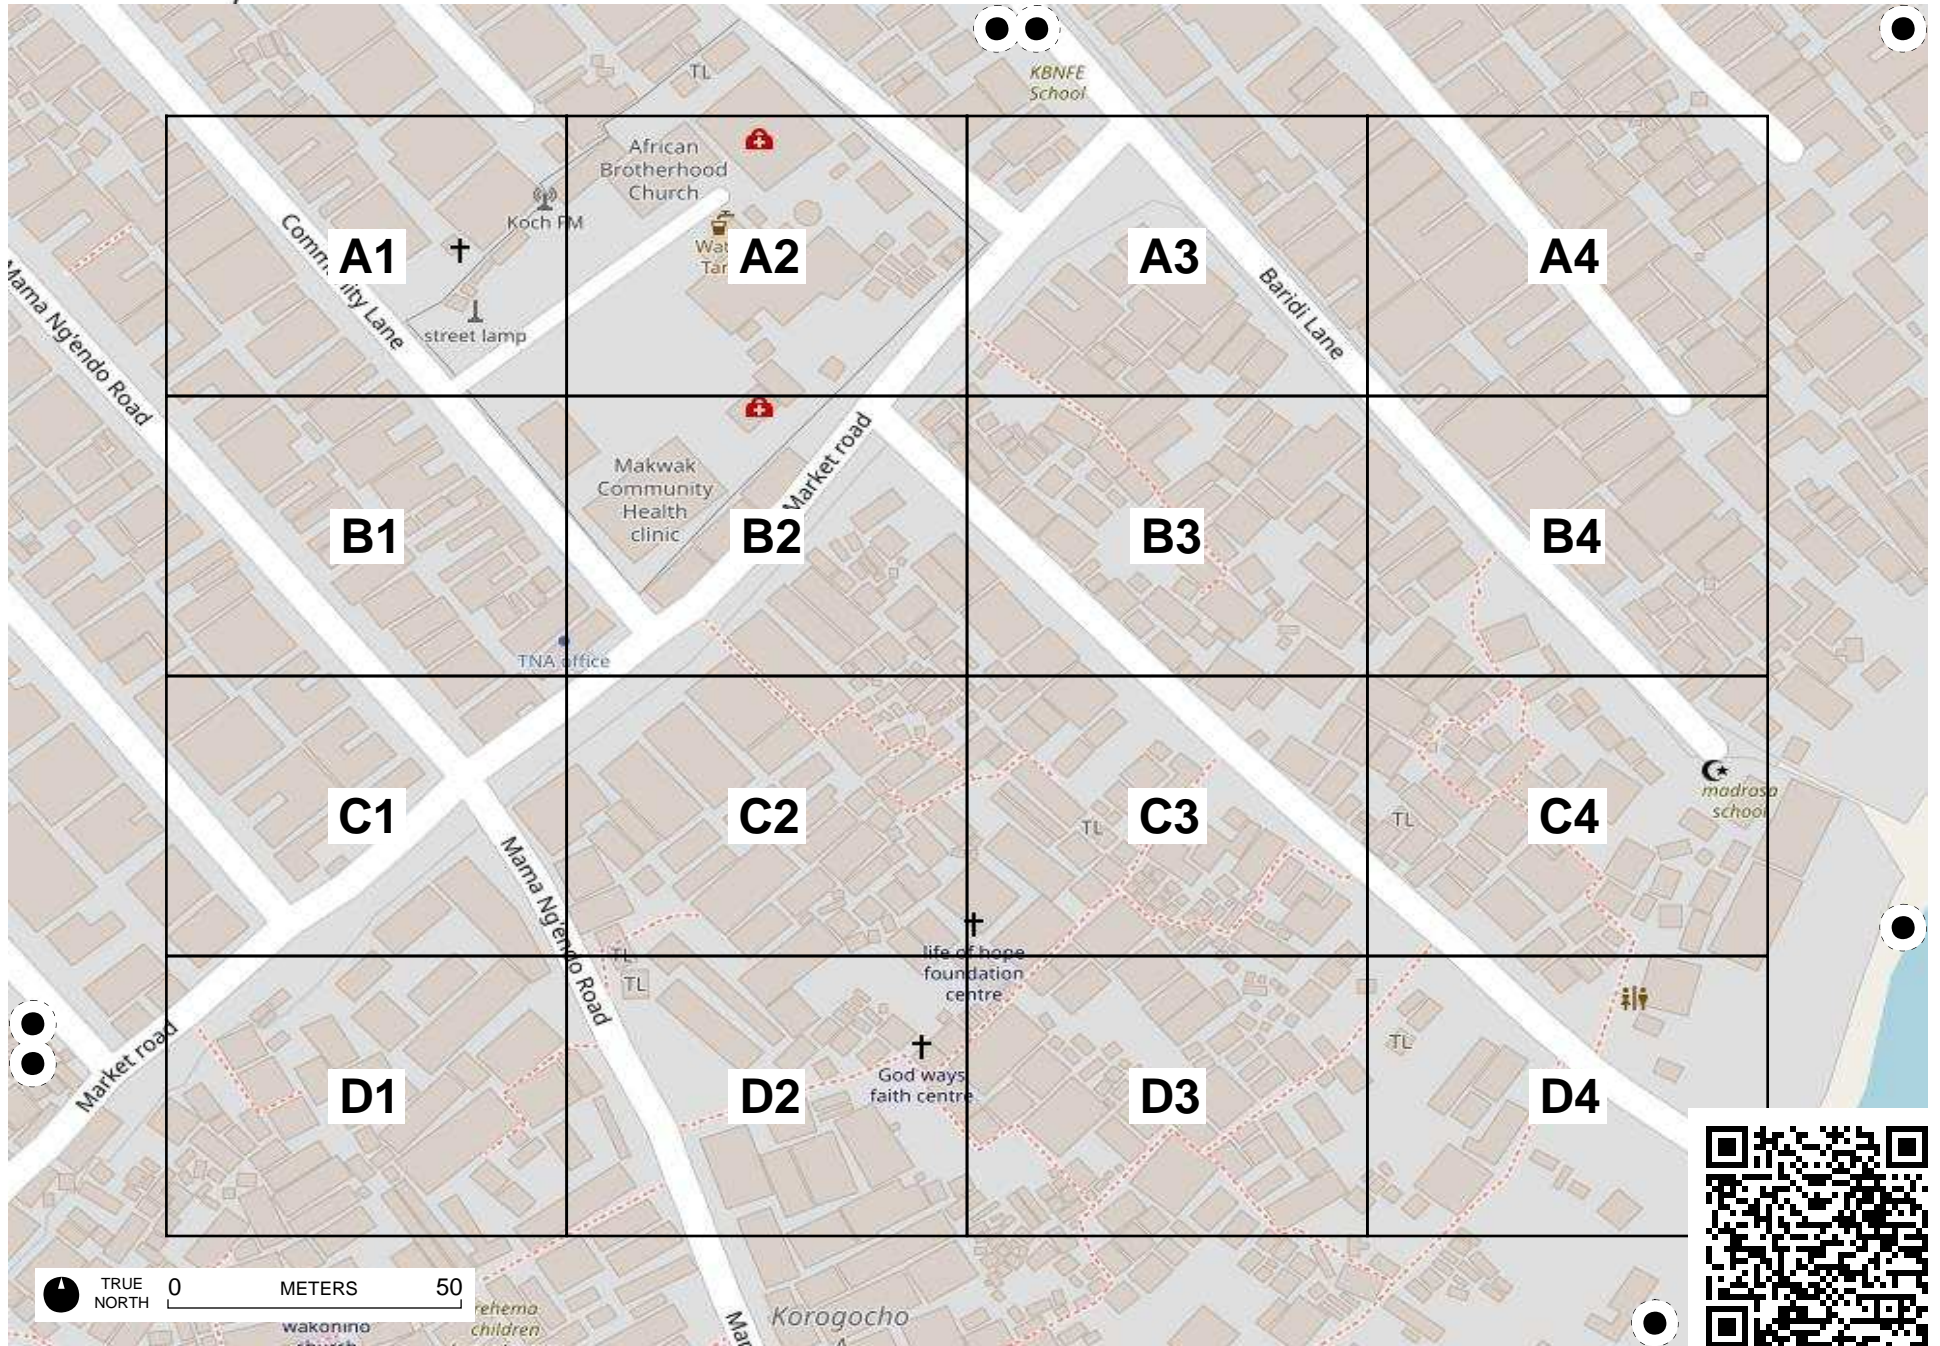 TL
KBNFE
School
African
Brotherhood
Church
Koch FM
Community Lane
A1
A2
A3
A4
street lamp
Mama Ng'endo Road
Baridi Lane
Market road
Makwak
Community
Health
clinic
B1
B2
B3
B4
TNA office
madrasa
school
C1
C2
C3
C4
TL
TL
Mama Ng'endo Road
TL
TL
life of hope
foundation
centre
TL
Market road
God ways
faith centre
D1
D2
D3
D4
TRUE
NORTH
0
METERS
50
rehema
children
wakonino
church
Korogocho